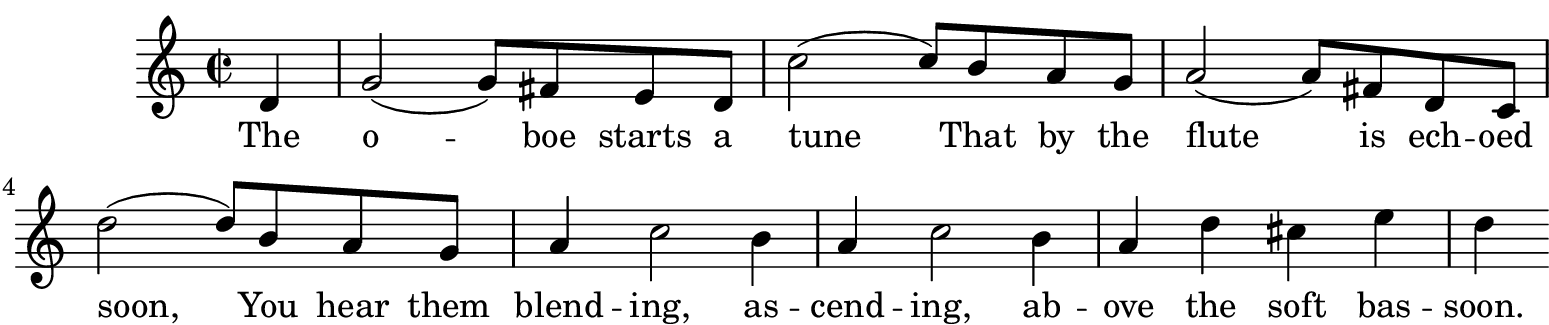 The o -- boe starts a tune That by the flute is ech -- oed
4
soon, You hear them blend -- ing, as -- cend -- ing, ab -- ove the soft bas -- soon.